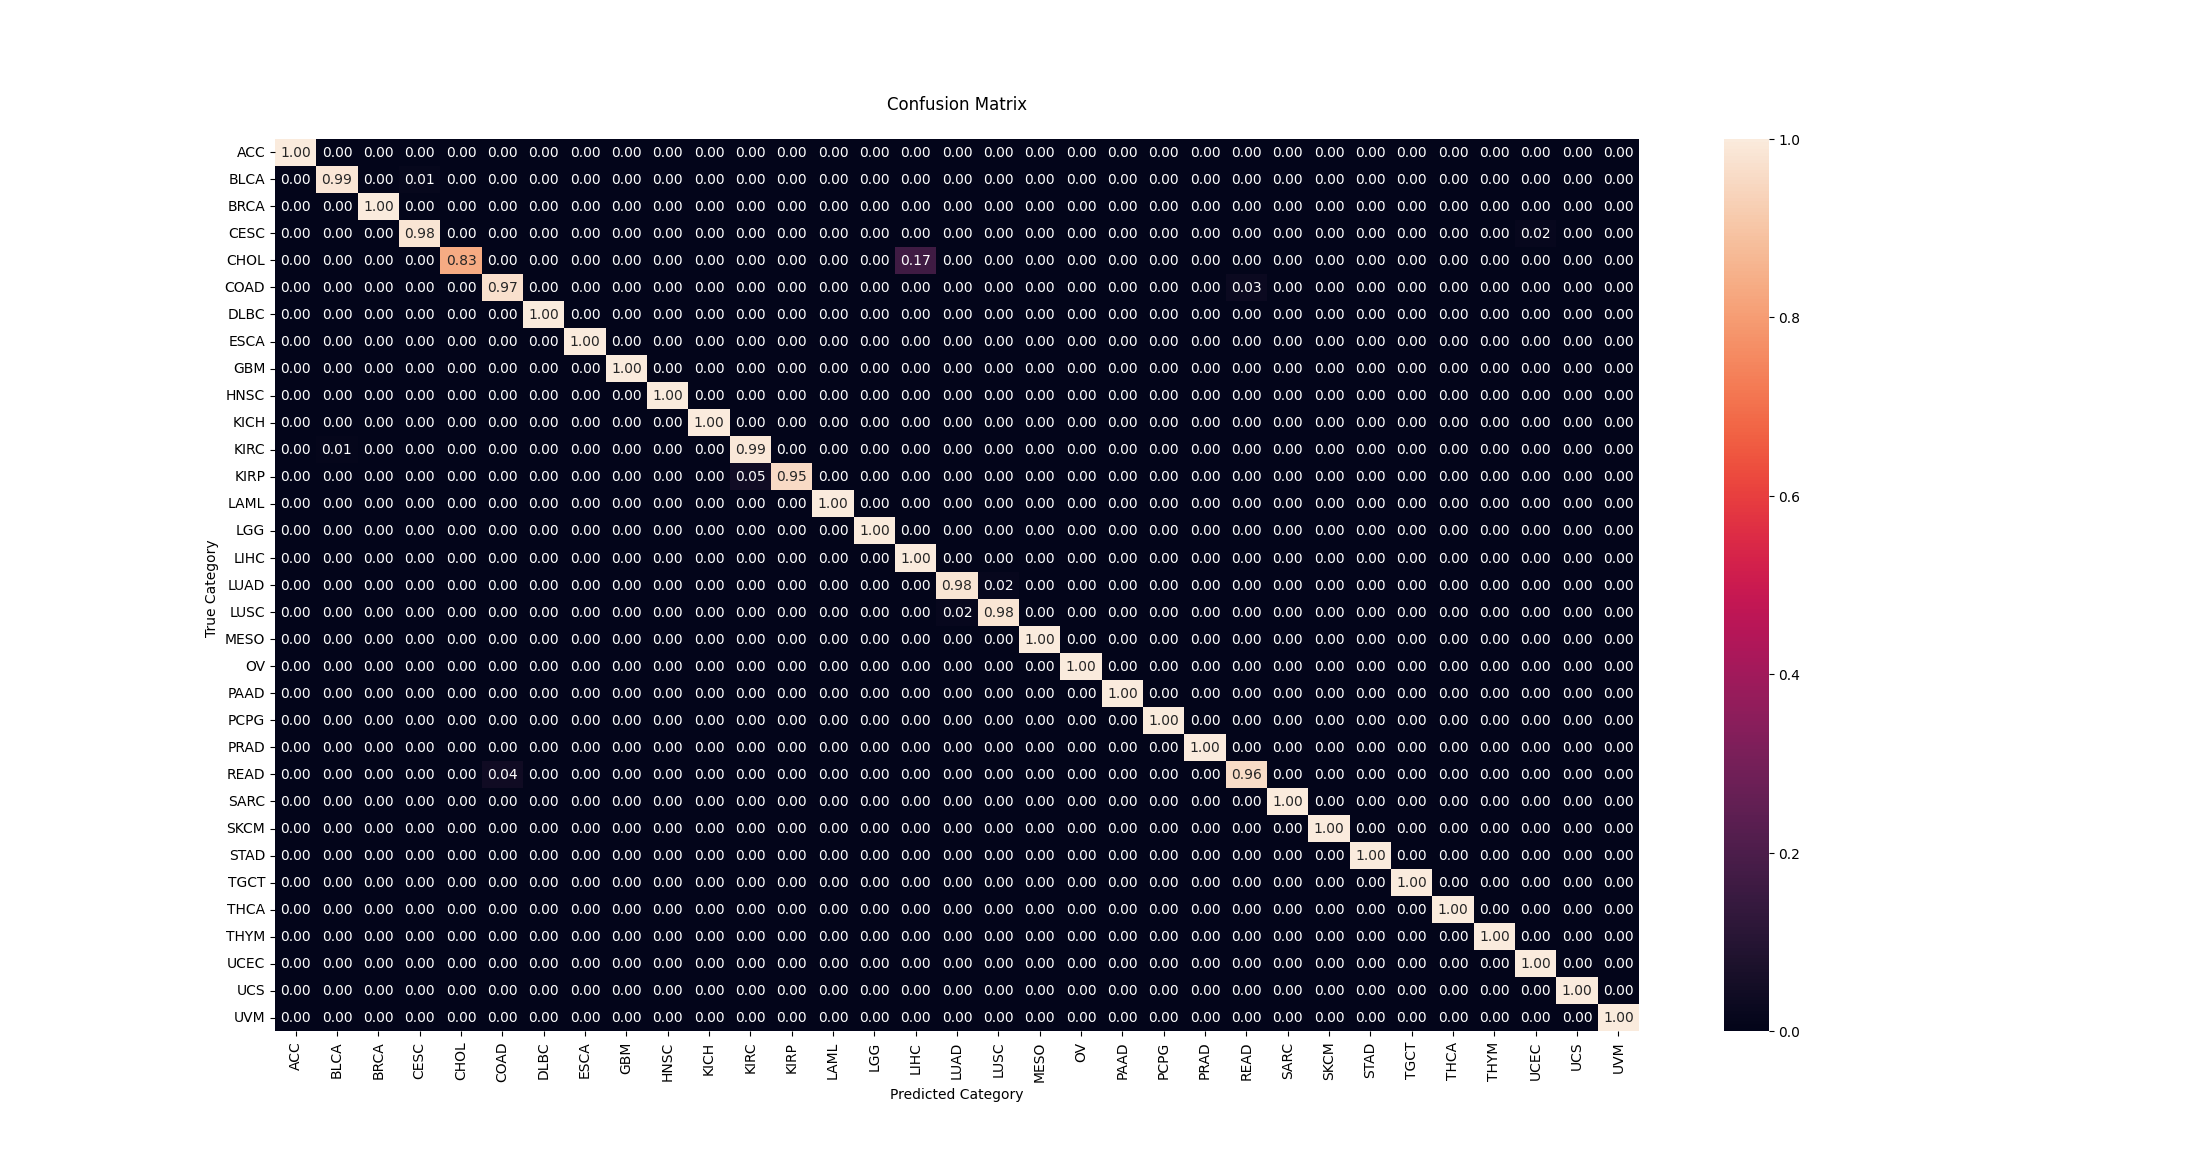 Confusion Matrix
ACC 1.00 0.00 0.00 0.00 0.00 0.00 0.00 0.00 0.00 0.00 0.00 0.00 0.00 0.00 0.00 0.00 0.00 0.00 0.00 0.00 0.00 0.00 0.00 0.00 0.00 0.00 0.00 0.00 0.00 0.00 0.00 0.00 0.00 1.0
BLCA 0.00 0.99 0.00 0.01 0.00 0.00 0.00 0.00 0.00 0.00 0.00 0.00 0.00 0.00 0.00 0.00 0.00 0.00 0.00 0.00 0.00 0.00 0.00 0.00 0.00 0.00 0.00 0.00 0.00 0.00 0.00 0.00 0.00
BRCA 0.00 0.00 1.00 0.00 0.00 0.00 0.00 0.00 0.00 0.00 0.00 0.00 0.00 0.00 0.00 0.00 0.00 0.00 0.00 0.00 0.00 0.00 0.00 0.00 0.00 0.00 0.00 0.00 0.00 0.00 0.00 0.00 0.00
CESC 0.00 0.00 0.00 0.98 0.00 0.00 0.00 0.00 0.00 0.00 0.00 0.00 0.00 0.00 0.00 0.00 0.00 0.00 0.00 0.00 0.00 0.00 0.00 0.00 0.00 0.00 0.00 0.00 0.00 0.00 0.02 0.00 0.00
CHOL 0.00 0.00 0.00 0.00 0.83 0.00 0.00 0.00 0.00 0.00 0.00 0.00 0.00 0.00 0.00 0.17 0.00 0.00 0.00 0.00 0.00 0.00 0.00 0.00 0.00 0.00 0.00 0.00 0.00 0.00 0.00 0.00 0.00
COAD 0.00 0.00 0.00 0.00 0.00 0.97 0.00 0.00 0.00 0.00 0.00 0.00 0.00 0.00 0.00 0.00 0.00 0.00 0.00 0.00 0.00 0.00 0.00 0.03 0.00 0.00 0.00 0.00 0.00 0.00 0.00 0.00 0.00
DLBC 0.00 0.00 0.00 0.00 0.00 0.00 1.00 0.00 0.00 0.00 0.00 0.00 0.00 0.00 0.00 0.00 0.00 0.00 0.00 0.00 0.00 0.00 0.00 0.00 0.00 0.00 0.00 0.00 0.00 0.00 0.00 0.00 0.00 0.8
ESCA 0.00 0.00 0.00 0.00 0.00 0.00 0.00 1.00 0.00 0.00 0.00 0.00 0.00 0.00 0.00 0.00 0.00 0.00 0.00 0.00 0.00 0.00 0.00 0.00 0.00 0.00 0.00 0.00 0.00 0.00 0.00 0.00 0.00
GBM 0.00 0.00 0.00 0.00 0.00 0.00 0.00 0.00 1.00 0.00 0.00 0.00 0.00 0.00 0.00 0.00 0.00 0.00 0.00 0.00 0.00 0.00 0.00 0.00 0.00 0.00 0.00 0.00 0.00 0.00 0.00 0.00 0.00
HNSC 0.00 0.00 0.00 0.00 0.00 0.00 0.00 0.00 0.00 1.00 0.00 0.00 0.00 0.00 0.00 0.00 0.00 0.00 0.00 0.00 0.00 0.00 0.00 0.00 0.00 0.00 0.00 0.00 0.00 0.00 0.00 0.00 0.00
KICH 0.00 0.00 0.00 0.00 0.00 0.00 0.00 0.00 0.00 0.00 1.00 0.00 0.00 0.00 0.00 0.00 0.00 0.00 0.00 0.00 0.00 0.00 0.00 0.00 0.00 0.00 0.00 0.00 0.00 0.00 0.00 0.00 0.00
KIRC 0.00 0.01 0.00 0.00 0.00 0.00 0.00 0.00 0.00 0.00 0.00 0.99 0.00 0.00 0.00 0.00 0.00 0.00 0.00 0.00 0.00 0.00 0.00 0.00 0.00 0.00 0.00 0.00 0.00 0.00 0.00 0.00 0.00
KIRP 0.00 0.00 0.00 0.00 0.00 0.00 0.00 0.00 0.00 0.00 0.00 0.05 0.95 0.00 0.00 0.00 0.00 0.00 0.00 0.00 0.00 0.00 0.00 0.00 0.00 0.00 0.00 0.00 0.00 0.00 0.00 0.00 0.00
LAML 0.00 0.00 0.00 0.00 0.00 0.00 0.00 0.00 0.00 0.00 0.00 0.00 0.00 1.00 0.00 0.00 0.00 0.00 0.00 0.00 0.00 0.00 0.00 0.00 0.00 0.00 0.00 0.00 0.00 0.00 0.00 0.00 0.00 0.6
LGG 0.00 0.00 0.00 0.00 0.00 0.00 0.00 0.00 0.00 0.00 0.00 0.00 0.00 0.00 1.00 0.00 0.00 0.00 0.00 0.00 0.00 0.00 0.00 0.00 0.00 0.00 0.00 0.00 0.00 0.00 0.00 0.00 0.00
LIHC 0.00 0.00 0.00 0.00 0.00 0.00 0.00 0.00 0.00 0.00 0.00 0.00 0.00 0.00 0.00 1.00 0.00 0.00 0.00 0.00 0.00 0.00 0.00 0.00 0.00 0.00 0.00 0.00 0.00 0.00 0.00 0.00 0.00
True Category
LUAD 0.00 0.00 0.00 0.00 0.00 0.00 0.00 0.00 0.00 0.00 0.00 0.00 0.00 0.00 0.00 0.00 0.98 0.02 0.00 0.00 0.00 0.00 0.00 0.00 0.00 0.00 0.00 0.00 0.00 0.00 0.00 0.00 0.00
LUSC 0.00 0.00 0.00 0.00 0.00 0.00 0.00 0.00 0.00 0.00 0.00 0.00 0.00 0.00 0.00 0.00 0.02 0.98 0.00 0.00 0.00 0.00 0.00 0.00 0.00 0.00 0.00 0.00 0.00 0.00 0.00 0.00 0.00
MESO 0.00 0.00 0.00 0.00 0.00 0.00 0.00 0.00 0.00 0.00 0.00 0.00 0.00 0.00 0.00 0.00 0.00 0.00 1.00 0.00 0.00 0.00 0.00 0.00 0.00 0.00 0.00 0.00 0.00 0.00 0.00 0.00 0.00
OV 0.00 0.00 0.00 0.00 0.00 0.00 0.00 0.00 0.00 0.00 0.00 0.00 0.00 0.00 0.00 0.00 0.00 0.00 0.00 1.00 0.00 0.00 0.00 0.00 0.00 0.00 0.00 0.00 0.00 0.00 0.00 0.00 0.00 0.4
PAAD 0.00 0.00 0.00 0.00 0.00 0.00 0.00 0.00 0.00 0.00 0.00 0.00 0.00 0.00 0.00 0.00 0.00 0.00 0.00 0.00 1.00 0.00 0.00 0.00 0.00 0.00 0.00 0.00 0.00 0.00 0.00 0.00 0.00
PCPG 0.00 0.00 0.00 0.00 0.00 0.00 0.00 0.00 0.00 0.00 0.00 0.00 0.00 0.00 0.00 0.00 0.00 0.00 0.00 0.00 0.00 1.00 0.00 0.00 0.00 0.00 0.00 0.00 0.00 0.00 0.00 0.00 0.00
PRAD 0.00 0.00 0.00 0.00 0.00 0.00 0.00 0.00 0.00 0.00 0.00 0.00 0.00 0.00 0.00 0.00 0.00 0.00 0.00 0.00 0.00 0.00 1.00 0.00 0.00 0.00 0.00 0.00 0.00 0.00 0.00 0.00 0.00
READ 0.00 0.00 0.00 0.00 0.00 0.04 0.00 0.00 0.00 0.00 0.00 0.00 0.00 0.00 0.00 0.00 0.00 0.00 0.00 0.00 0.00 0.00 0.00 0.96 0.00 0.00 0.00 0.00 0.00 0.00 0.00 0.00 0.00
SARC 0.00 0.00 0.00 0.00 0.00 0.00 0.00 0.00 0.00 0.00 0.00 0.00 0.00 0.00 0.00 0.00 0.00 0.00 0.00 0.00 0.00 0.00 0.00 0.00 1.00 0.00 0.00 0.00 0.00 0.00 0.00 0.00 0.00
SKCM 0.00 0.00 0.00 0.00 0.00 0.00 0.00 0.00 0.00 0.00 0.00 0.00 0.00 0.00 0.00 0.00 0.00 0.00 0.00 0.00 0.00 0.00 0.00 0.00 0.00 1.00 0.00 0.00 0.00 0.00 0.00 0.00 0.00
STAD 0.00 0.00 0.00 0.00 0.00 0.00 0.00 0.00 0.00 0.00 0.00 0.00 0.00 0.00 0.00 0.00 0.00 0.00 0.00 0.00 0.00 0.00 0.00 0.00 0.00 0.00 1.00 0.00 0.00 0.00 0.00 0.00 0.00 0.2
TGCT 0.00 0.00 0.00 0.00 0.00 0.00 0.00 0.00 0.00 0.00 0.00 0.00 0.00 0.00 0.00 0.00 0.00 0.00 0.00 0.00 0.00 0.00 0.00 0.00 0.00 0.00 0.00 1.00 0.00 0.00 0.00 0.00 0.00
THCA 0.00 0.00 0.00 0.00 0.00 0.00 0.00 0.00 0.00 0.00 0.00 0.00 0.00 0.00 0.00 0.00 0.00 0.00 0.00 0.00 0.00 0.00 0.00 0.00 0.00 0.00 0.00 0.00 1.00 0.00 0.00 0.00 0.00
THYM 0.00 0.00 0.00 0.00 0.00 0.00 0.00 0.00 0.00 0.00 0.00 0.00 0.00 0.00 0.00 0.00 0.00 0.00 0.00 0.00 0.00 0.00 0.00 0.00 0.00 0.00 0.00 0.00 0.00 1.00 0.00 0.00 0.00
UCEC 0.00 0.00 0.00 0.00 0.00 0.00 0.00 0.00 0.00 0.00 0.00 0.00 0.00 0.00 0.00 0.00 0.00 0.00 0.00 0.00 0.00 0.00 0.00 0.00 0.00 0.00 0.00 0.00 0.00 0.00 1.00 0.00 0.00
UCS 0.00 0.00 0.00 0.00 0.00 0.00 0.00 0.00 0.00 0.00 0.00 0.00 0.00 0.00 0.00 0.00 0.00 0.00 0.00 0.00 0.00 0.00 0.00 0.00 0.00 0.00 0.00 0.00 0.00 0.00 0.00 1.00 0.00
UVM 0.00 0.00 0.00 0.00 0.00 0.00 0.00 0.00 0.00 0.00 0.00 0.00 0.00 0.00 0.00 0.00 0.00 0.00 0.00 0.00 0.00 0.00 0.00 0.00 0.00 0.00 0.00 0.00 0.00 0.00 0.00 0.00 1.00 0.0
ACC BLCA BRCA CESC CHOL COAD DLBC ESCA GBM HNSC KICH KIRC KIRP LAML LGG LIHC LUAD LUSC MESO OV PAAD PCPG PRAD READ SARC SKCM STAD TGCT THCA THYM UCEC UCS UVM
Predicted Category